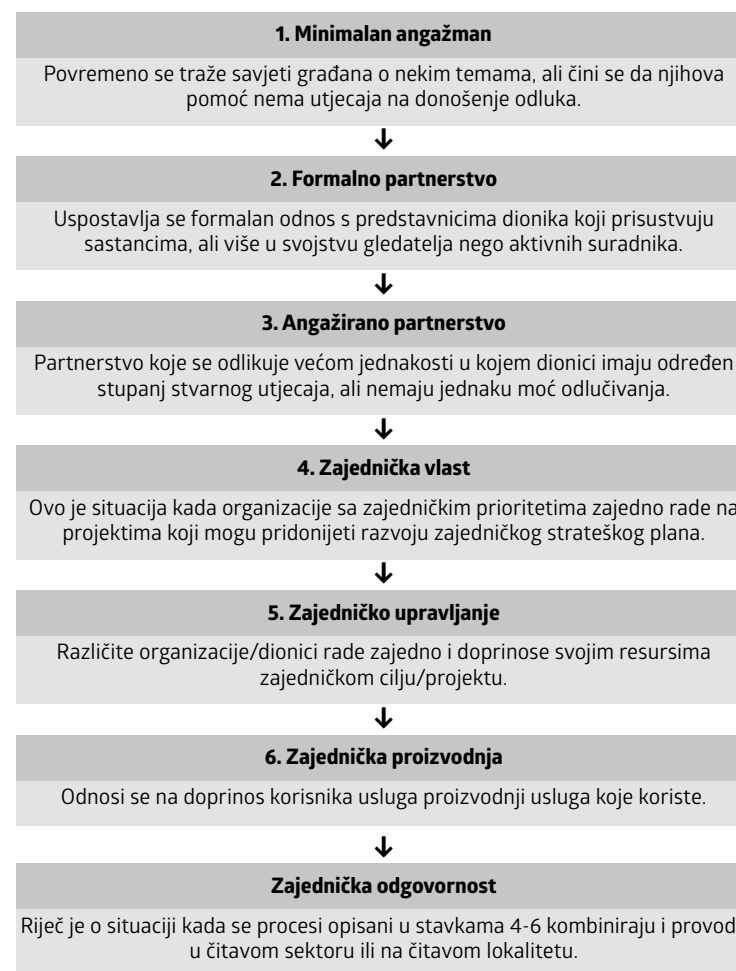 1. Minimalan angažman
Povremeno se traže savjeti građana o nekim temama, ali čini se da njihova
pomoć nema utjecaja na donošenje odluka.
↓
2. Formalno partnerstvo
Uspostavlja se formalan odnos s predstavnicima dionika koji prisustvuju
sastancima, ali više u svojstvu gledatelja nego aktivnih suradnika.
↓
3. Angažirano partnerstvo
Partnerstvo koje se odlikuje većom jednakosti u kojem dionici imaju određen
stupanj stvarnog utjecaja, ali nemaju jednaku moć odlučivanja.
↓
4. Zajednička vlast
Ovo je situacija kada organizacije sa zajedničkim prioritetima zajedno rade na
projektima koji mogu pridonijeti razvoju zajedničkog strateškog plana.
↓
5. Zajedničko upravljanje
Različite organizacije/dionici rade zajedno i doprinose svojim resursima
zajedničkom cilju/projektu.
↓
6. Zajednička proizvodnja
Odnosi se na doprinos korisnika usluga proizvodnji usluga koje koriste.
↓
Zajednička odgovornost
Riječ je o situaciji kada se procesi opisani u stavkama 4-6 kombiniraju i provod
u čitavom sektoru ili na čitavom lokalitetu.